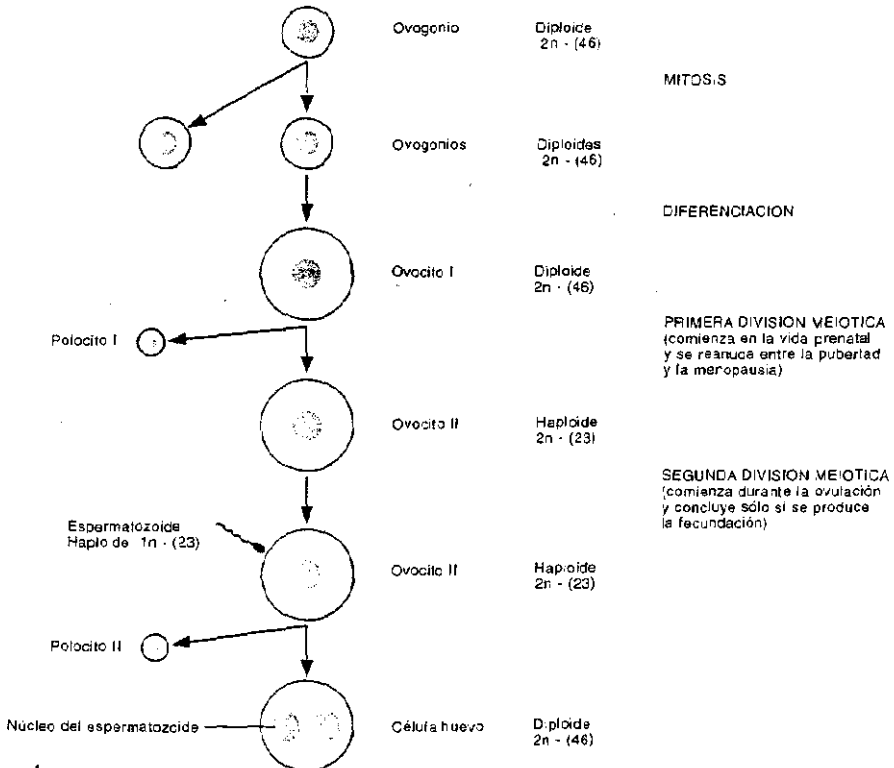 Ovogonio
Diploide
2n - (46)
MITOSIS
Ovogonios
Diploides
2n - (46)
DIFERENCIACION
Ovocito I
Diploide
2n - (46)
Polocito I
PRIMERA DIVISION MEIOTICA
(comienza en la vida prenatal
y se reanuda entre la pubertad
y la menopausia)
Ovocito II
Haploide
2n - (23)
SEGUNDA DIVISION MEIOTICA
(comienza durante la ovulación
y concluye sólo si se produce
la fecundación)
Espermatozoide
Haploide 1n - (23)
Ovocito II
Haploide
2n - (23)
Polocito II
Núcleo del espermatozoide
Célula huevo
Diploide
2n - (46)